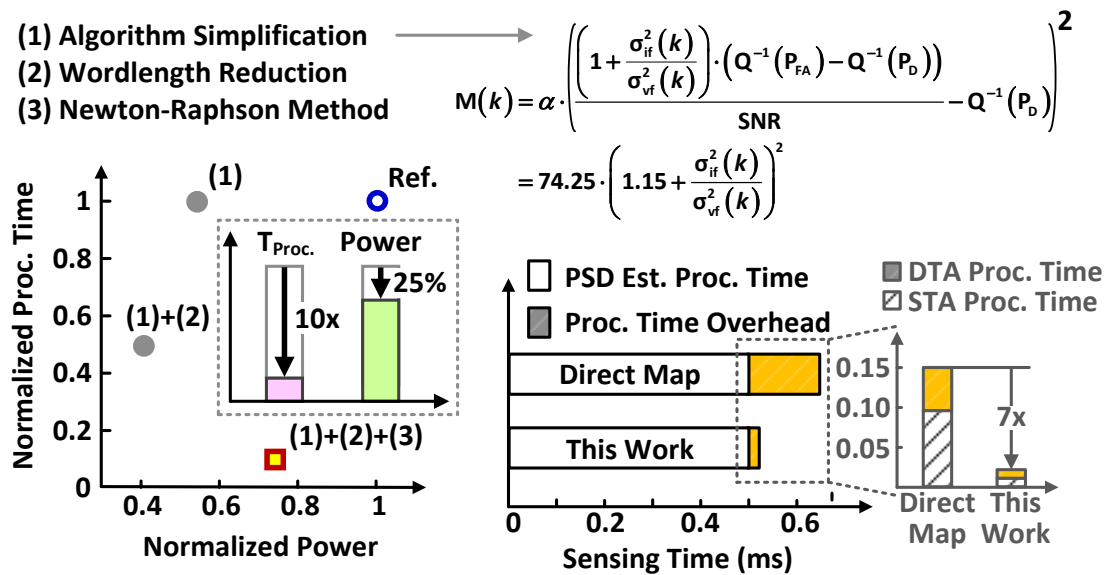 (1) Algorithm Simplification
(2) Wordlength Reduction
(3) Newton-Raphson Method
M(k) = α · ( ( (1 + σ²if(k) / σ²vf(k)) · (Q⁻¹(PFA) − Q⁻¹(PD)) ) / SNR − Q⁻¹(PD) )²
= 74.25 · (1.15 + σ²if(k) / σ²vf(k))²
Normalized Proc. Time
1
0.8
0.6
0.4
0.2
0
0.4
0.6
0.8
1
Normalized Power
(1)
Ref.
(1)+(2)
(1)+(2)+(3)
TProc.
Power
10x
25%
PSD Est. Proc. Time
Proc. Time Overhead
Direct Map
This Work
0
0.2
0.4
0.6
Sensing Time (ms)
DTA Proc. Time
STA Proc. Time
0.15
0.10
0.05
7x
Direct Map
This Work